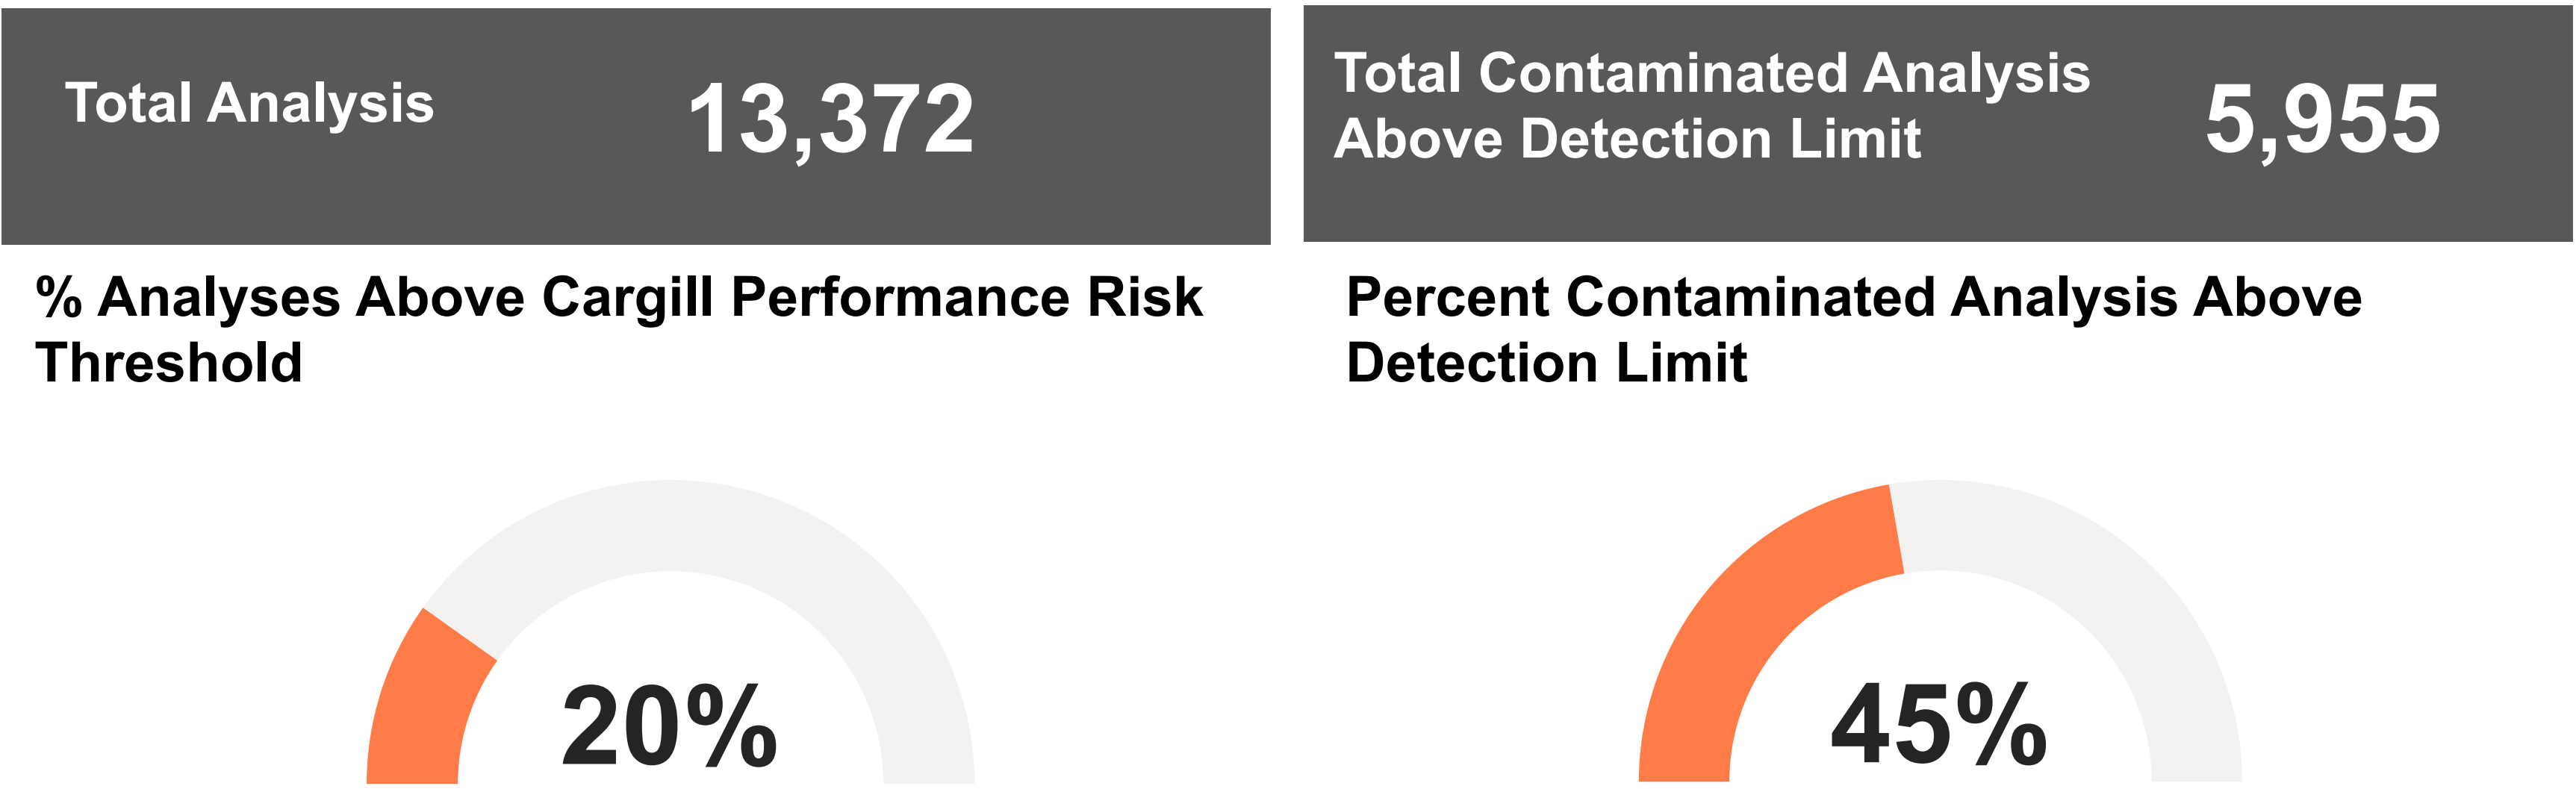 Total Analysis 13,372
Total Contaminated Analysis
Above Detection Limit 5,955
% Analyses Above Cargill Performance Risk
Threshold
20%
Percent Contaminated Analysis Above
Detection Limit
45%